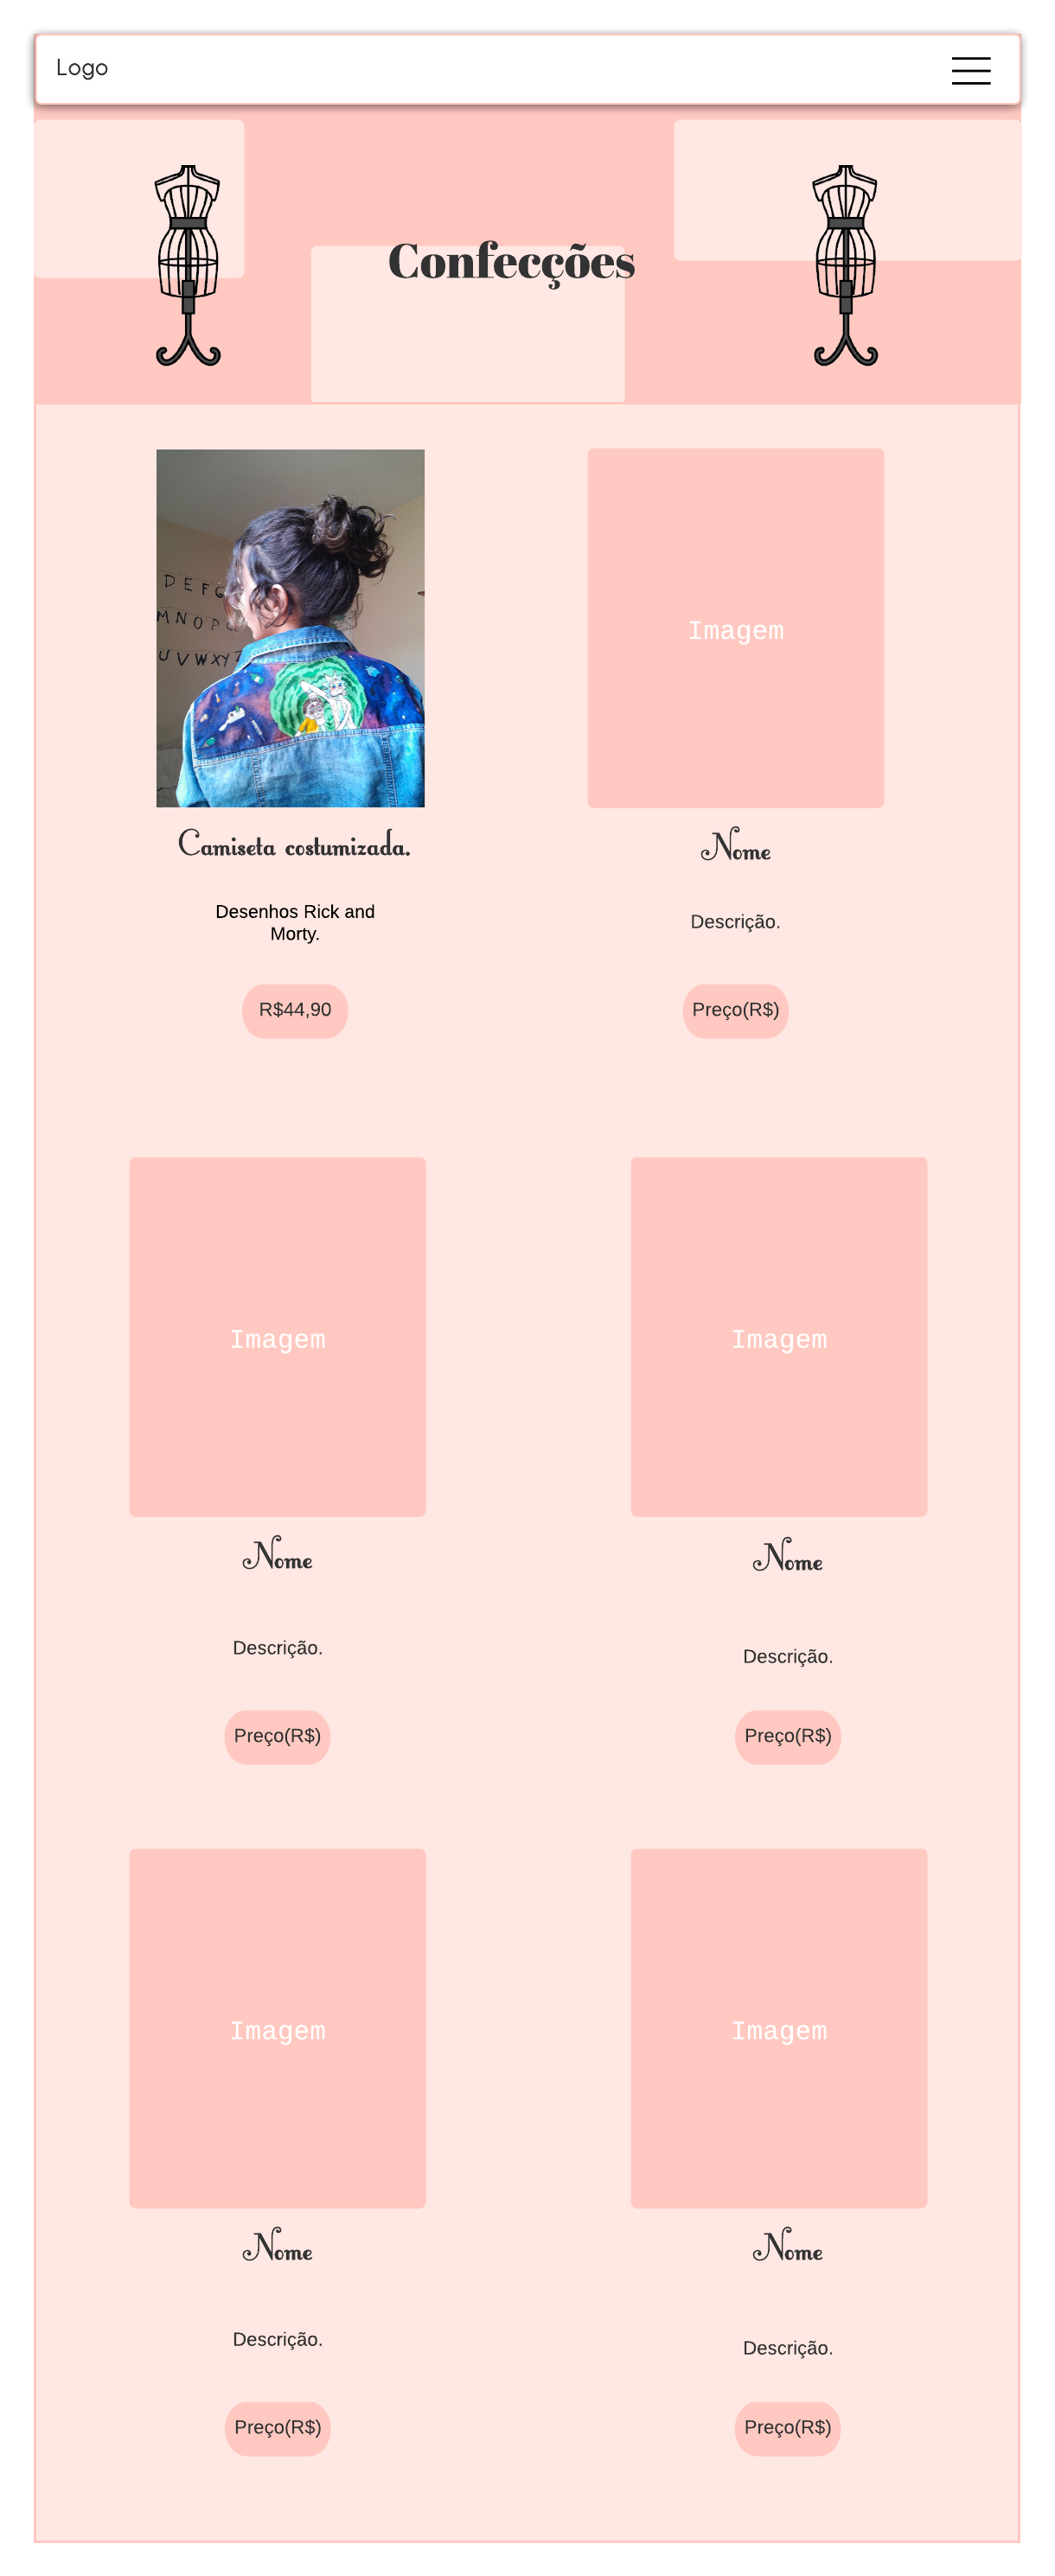 Logo
Confecções
D E F G
M N O P
U V W X Y Z
Imagem
Camiseta costumizada.
Nome
Desenhos Rick and
Morty.
Descrição.
R$44,90
Preço(R$)
Imagem
Imagem
Nome
Nome
Descrição.
Descrição.
Preço(R$)
Preço(R$)
Imagem
Imagem
Nome
Nome
Descrição.
Descrição.
Preço(R$)
Preço(R$)